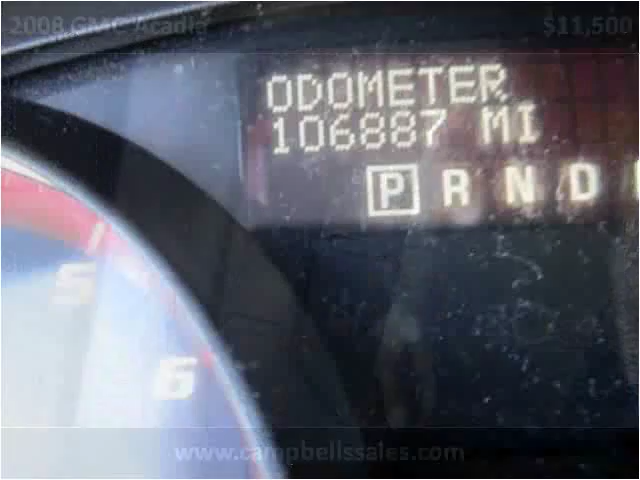 2008 GMC Acadia
$11,500
ODOMETER
106887 MI
P R N D
5
6
www.campbellssales.com